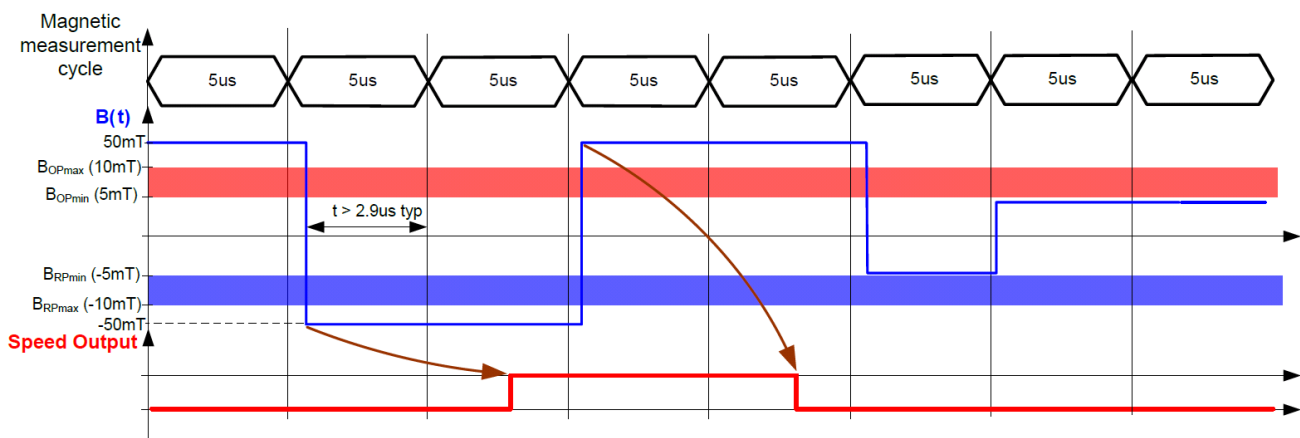 Magnetic
measurement
cycle
5us 5us 5us 5us 5us 5us 5us 5us
B(t)
50mT
BOPmax (10mT)
BOPmin (5mT)
t > 2.9us typ
BRPmin (-5mT)
BRPmax (-10mT)
-50mT
Speed Output